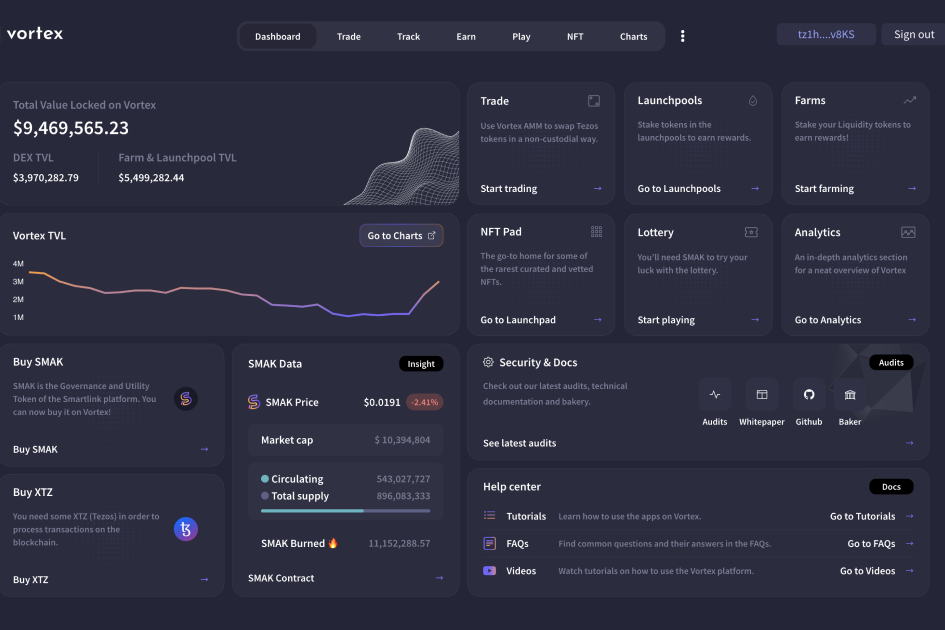 vortex
Dashboard
Trade
Track
Earn
Play
NFT
Charts
tz1h....v8KS
Sign out
Total Value Locked on Vortex
$9,469,565.23
DEX TVL
Farm & Launchpool TVL
$3,970,282.79
$5,499,282.44
Trade
Use Vortex AMM to swap Tezos
tokens in a non-custodial way.
Start trading
Launchpools
Stake tokens in the
launchpools to earn rewards.
Go to Launchpools
Farms
Stake your Liquidity tokens to
earn rewards!
Start farming
Vortex TVL
Go to Charts
4M
3M
2M
1M
NFT Pad
The go-to home for some of
the rarest curated and vetted
NFTs.
Go to Launchpad
Lottery
You'll need SMAK to try your
luck with the lottery.
Start playing
Analytics
An in-depth analytics section
for a neat overview of Vortex
Go to Analytics
Buy SMAK
SMAK is the Governance and Utility
Token of the Smartlink platform. You
can now buy it on Vortex!
Buy SMAK
Buy XTZ
You need some XTZ (Tezos) in order to
process transactions on the
blockchain.
Buy XTZ
SMAK Data
Insight
SMAK Price
$0.0191
-2.41%
Market cap
$ 10,394,804
Circulating
543,027,727
Total supply
896,083,333
SMAK Burned 🔥
11,152,288.57
SMAK Contract
Security & Docs
Audits
Check out our latest audits, technical
documentation and bakery.
Audits
Whitepaper
Github
Baker
See latest audits
Help center
Docs
Tutorials
Learn how to use the apps on Vortex.
Go to Tutorials
FAQs
Find common questions and their answers in the FAQs.
Go to FAQs
Videos
Watch tutorials on how to use the Vortex platform.
Go to Videos